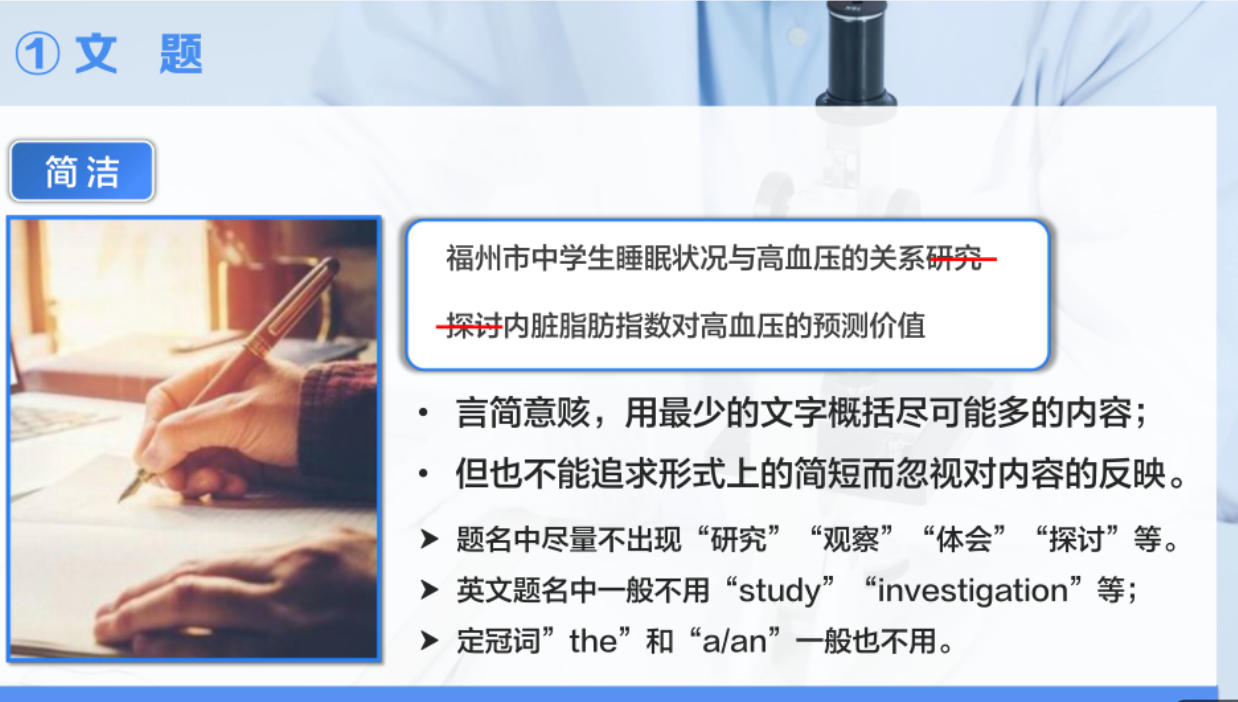 ①文 题
简洁
福州市中学生睡眠状况与高血压的关系研究
探讨内脏脂肪指数对高血压的预测价值
• 言简意赅，用最少的文字概括尽可能多的内容；
• 但也不能追求形式上的简短而忽视对内容的反映。
➤ 题名中尽量不出现“研究” “观察” “体会” “探讨”等。
➤ 英文题名中一般不用“study” “investigation”等；
➤ 定冠词”the”和“a/an”一般也不用。